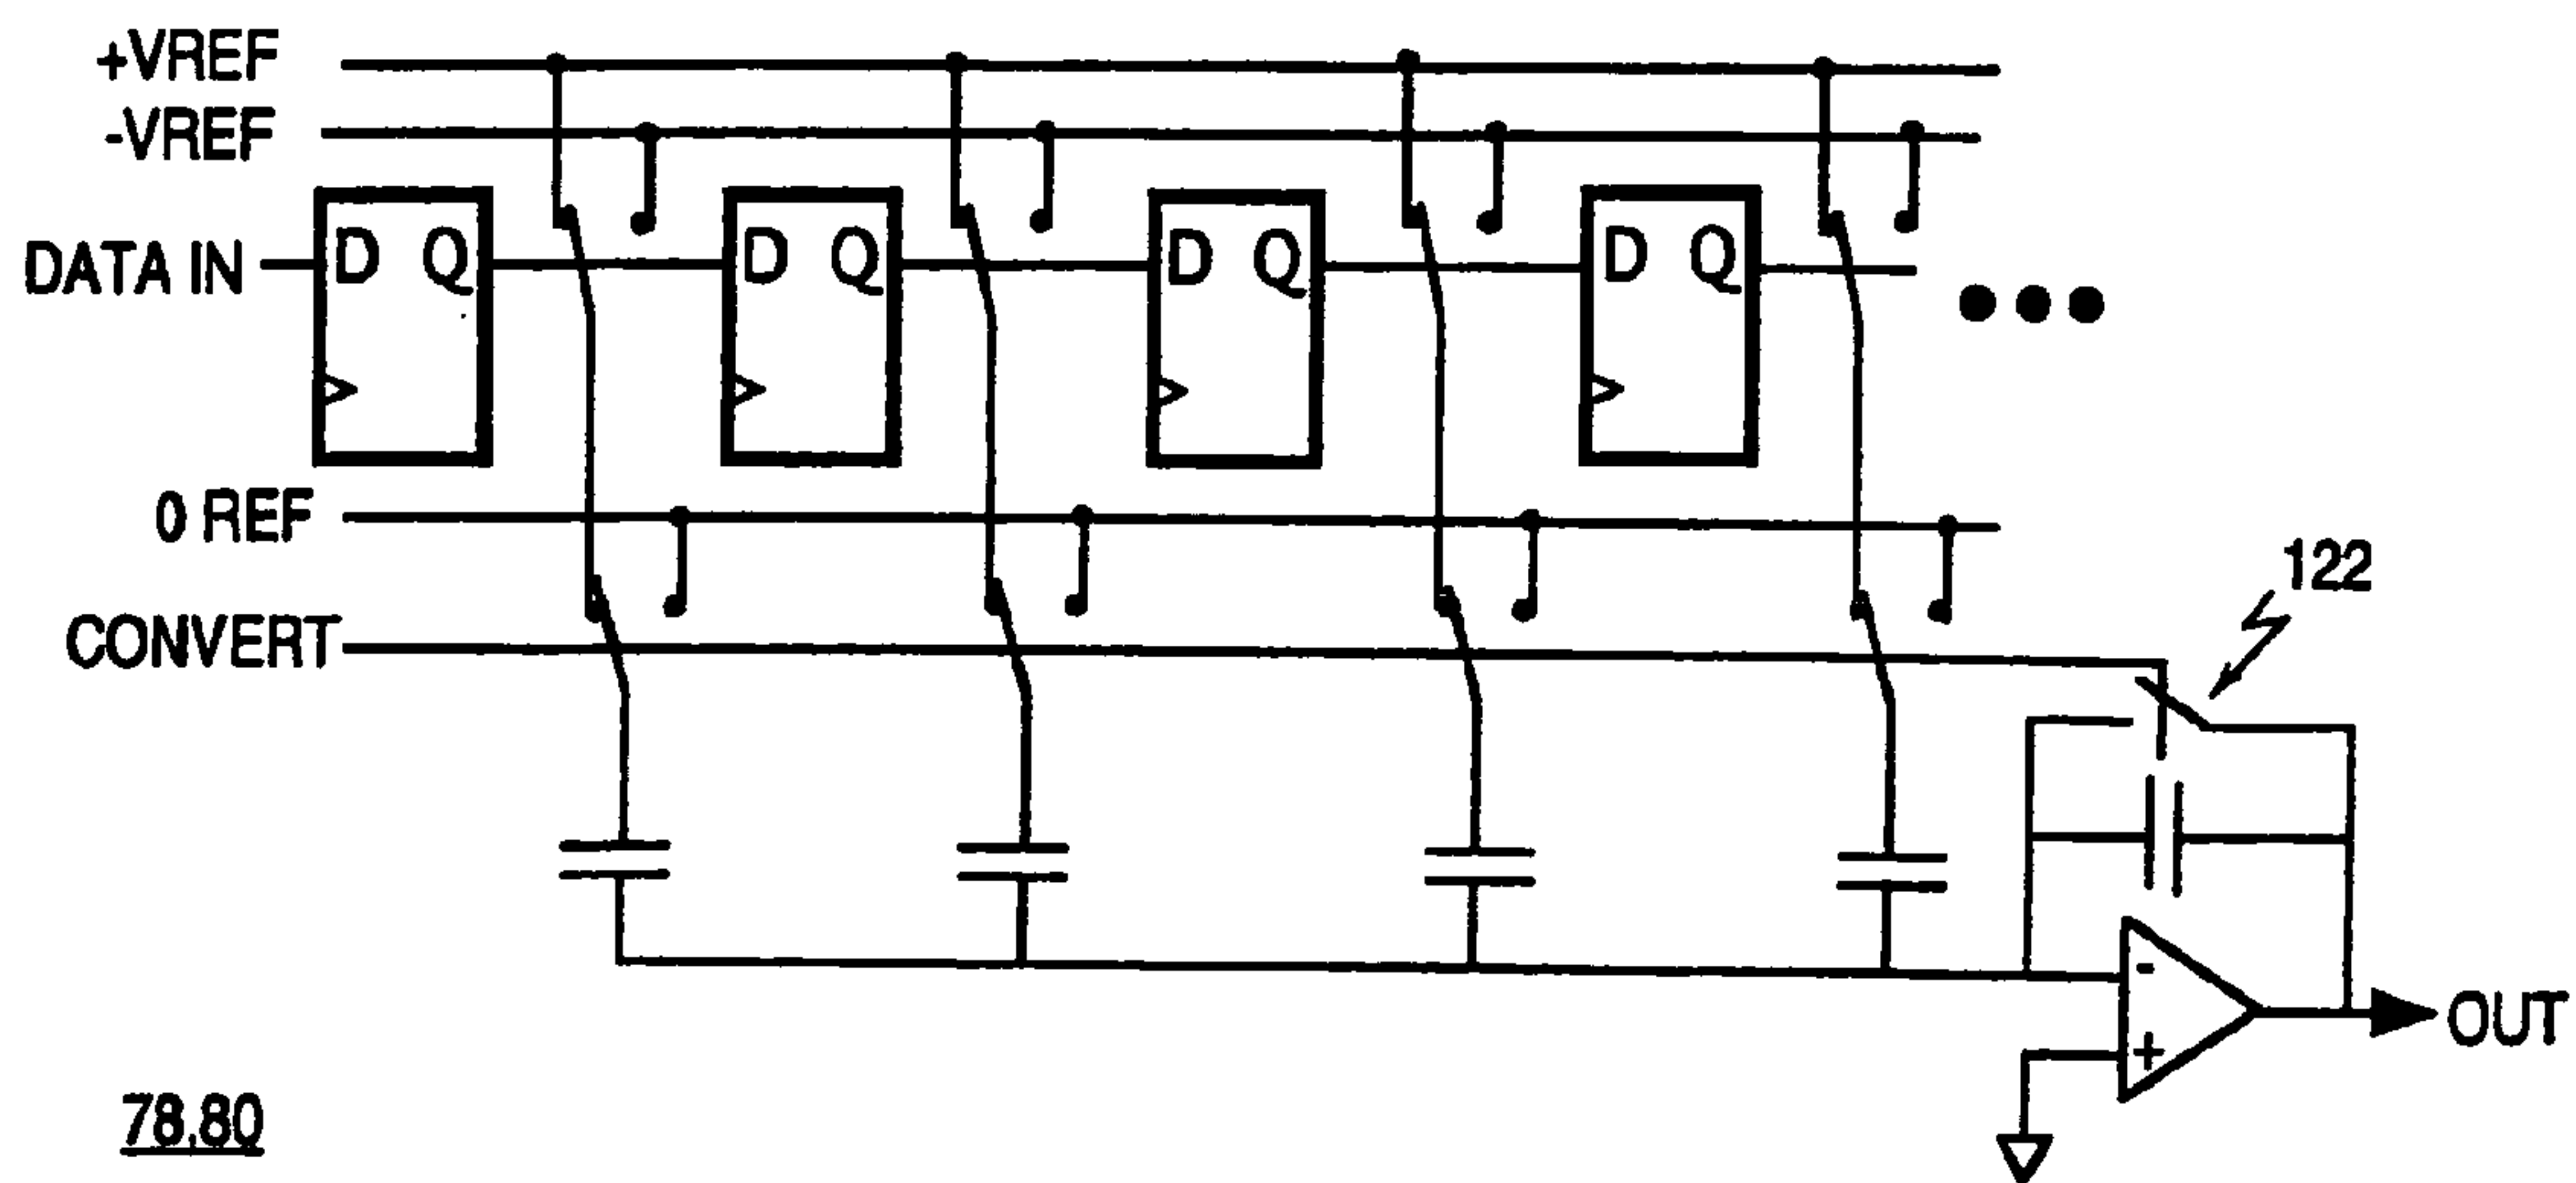 +VREF
-VREF
DATA IN
D Q
D Q
D Q
D Q
0 REF
CONVERT
122
-
+
OUT
78,80